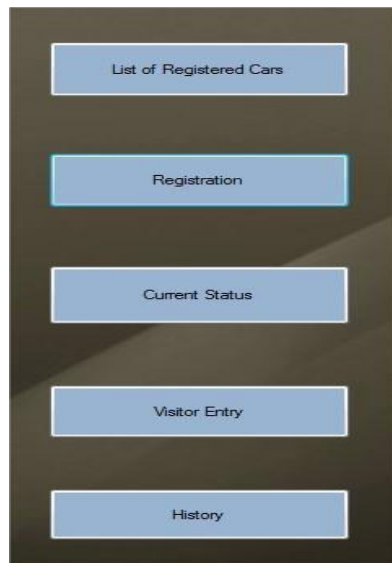 List of Registered Cars
Registration
Current Status
Visitor Entry
History